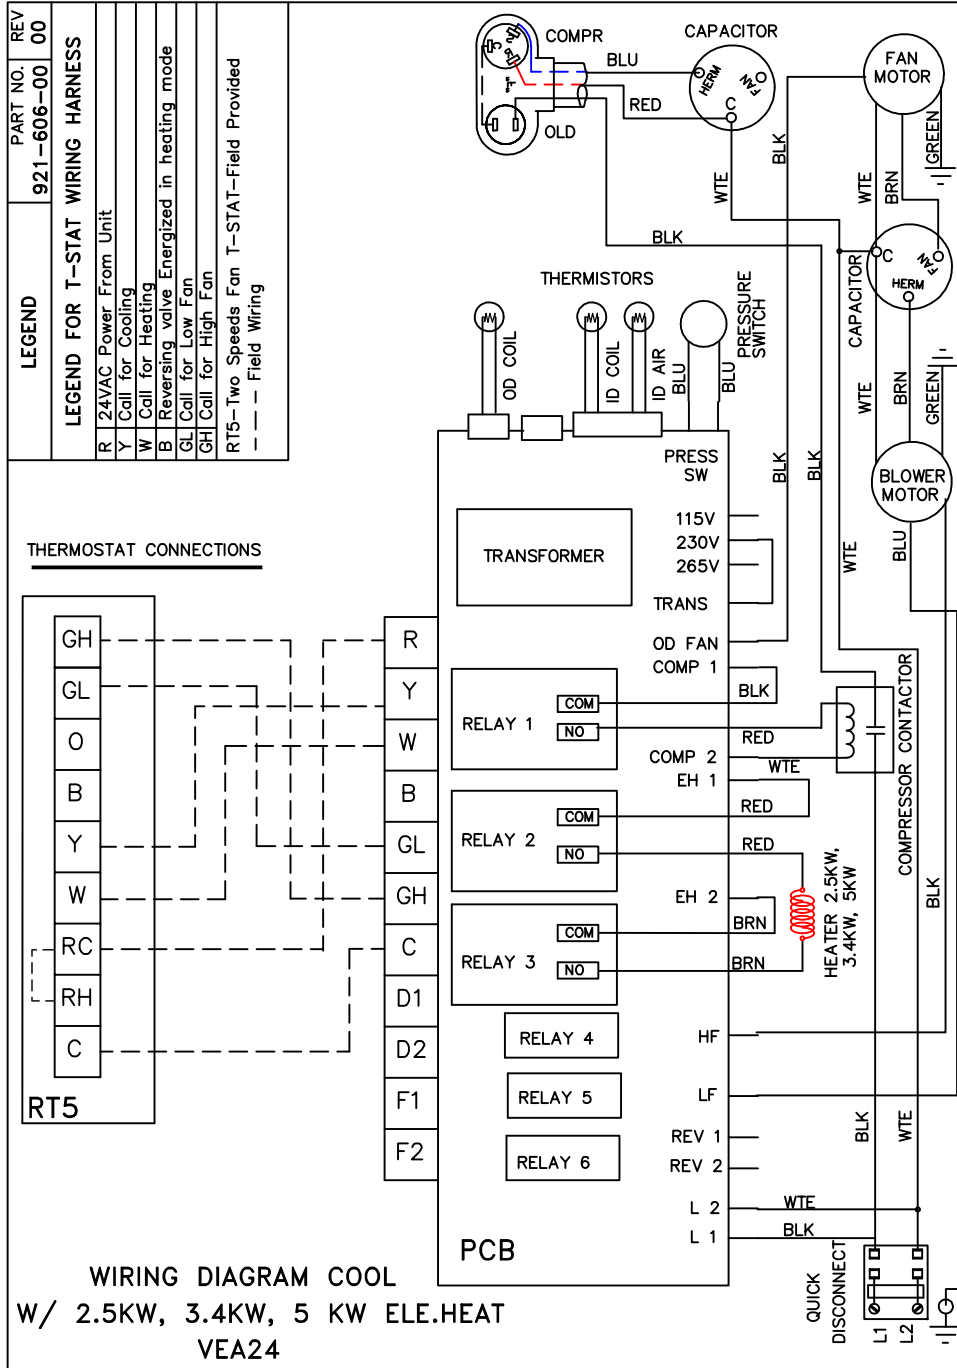 PART NO. REV
921-606-00 00
LEGEND
LEGEND FOR T-STAT WIRING HARNESS
R 24VAC Power From Unit
Y Call for Cooling
W Call for Heating
B Reversing valve Energized in heating mode
GL Call for Low Fan
GH Call for High Fan
RT5-Two Speeds Fan T-STAT-Field Provided
— — — Field Wiring
COMPR
S
C
R
OLD
BLU
RED
CAPACITOR
HERM
FAN
C
WTE
BLK
BLK
FAN
MOTOR
WTE
BRN
GREEN
CAPACITOR
C
FAN
HERM
WTE
BRN
GREEN
BLOWER
MOTOR
BLU
THERMISTORS
OD COIL
ID COIL
ID AIR
BLU
BLU
PRESSURE
SWITCH
PRESS
SW
BLK
BLK
WTE
115V
230V
265V
TRANS
OD FAN
COMP 1
BLK
RED
COMP 2
WTE
EH 1
RED
RED
EH 2
BRN
BRN
HF
LF
REV 1
REV 2
L 2
WTE
L 1
BLK
TRANSFORMER
RELAY 1
COM
NO
RELAY 2
COM
NO
RELAY 3
COM
NO
RELAY 4
RELAY 5
RELAY 6
PCB
COMPRESSOR CONTACTOR
HEATER 2.5KW,
3.4KW, 5KW
BLK
BLK
WTE
QUICK
DISCONNECT
L1
L2
THERMOSTAT CONNECTIONS
GH
GL
O
B
Y
W
RC
RH
C
RT5
R
Y
W
B
GL
GH
C
D1
D2
F1
F2
WIRING DIAGRAM COOL
W/ 2.5KW, 3.4KW, 5 KW ELE.HEAT
VEA24